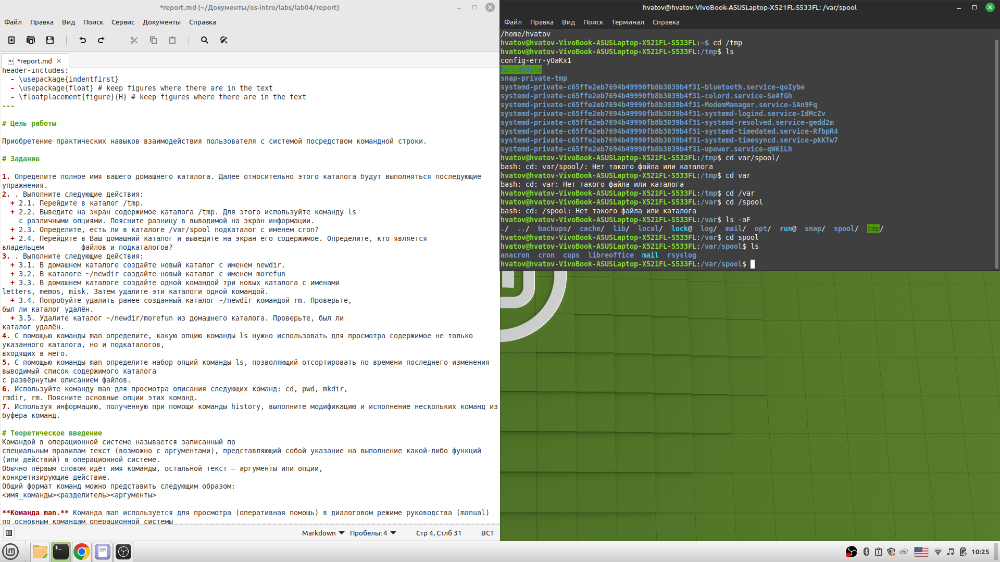 *report.md (~/Документы/os-intro/labs/lab04/report)
Файл Правка Вид Поиск Сервис Документы Справка
*report.md
header-includes:
- \usepackage{indentfirst}
- \usepackage{float} # keep figures where there are in the text
- \floatplacement{figure}{H} # keep figures where there are in the text
---
# Цель работы
Приобретение практических навыков взаимодействия пользователя с системой посредством командной строки.
# Задание
1. Определите полное имя вашего домашнего каталога. Далее относительно этого каталога будут выполняться последующие
упражнения.
2. . Выполните следующие действия:
+ 2.1. Перейдите в каталог /tmp.
+ 2.2. Выведите на экран содержимое каталога /tmp. Для этого используйте команду ls
с различными опциями. Поясните разницу в выводимой на экран информации.
+ 2.3. Определите, есть ли в каталоге /var/spool подкаталог с именем cron?
+ 2.4. Перейдите в Ваш домашний каталог и выведите на экран его содержимое. Определите, кто является
владельцем         файлов и подкаталогов?
3. . Выполните следующие действия:
+ 3.1. В домашнем каталоге создайте новый каталог с именем newdir.
+ 3.2. В каталоге ~/newdir создайте новый каталог с именем morefun
+ 3.3. В домашнем каталоге создайте одной командой три новых каталога с именами
letters, memos, misk. Затем удалите эти каталоги одной командой.
+ 3.4. Попробуйте удалить ранее созданный каталог ~/newdir командой rm. Проверьте,
был ли каталог удалён.
+ 3.5. Удалите каталог ~/newdir/morefun из домашнего каталога. Проверьте, был ли
каталог удалён.
4. С помощью команды man определите, какую опцию команды ls нужно использовать для просмотра содержимое не только
указанного каталога, но и подкаталогов,
входящих в него.
5. С помощью команды man определите набор опций команды ls, позволяющий отсортировать по времени последнего изменения
выводимый список содержимого каталога
с развёрнутым описанием файлов.
6. Используйте команду man для просмотра описания следующих команд: cd, pwd, mkdir,
rmdir, rm. Поясните основные опции этих команд.
7. Используя информацию, полученную при помощи команды history, выполните модификацию и исполнение нескольких команд из
буфера команд.
# Теоретическое введение
Командой в операционной системе называется записанный по
специальным правилам текст (возможно с аргументами), представляющий собой указание на выполнение какой-либо функций
(или действий) в операционной системе.
Обычно первым словом идёт имя команды, остальной текст — аргументы или опции,
конкретизирующие действие.
Общий формат команд можно представить следующим образом:
<имя_команды><разделитель><аргументы>
**Команда man.** Команда man используется для просмотра (оперативная помощь) в диалоговом режиме руководства (manual)
по основным командам операционной системы
Markdown Пробелы: 4 Стр 4, Стлб 31 ВСТ
hvatov@hvatov-VivoBook-ASUSLaptop-X521FL-S533FL: /var/spool
Файл Правка Вид Поиск Терминал Справка
/home/hvatov
hvatov@hvatov-VivoBook-ASUSLaptop-X521FL-S533FL:~$ cd /tmp
hvatov@hvatov-VivoBook-ASUSLaptop-X521FL-S533FL:/tmp$ ls
config-err-yOaKx1
mintUpdate
snap-private-tmp
systemd-private-c65ffe2eb7694b49990fb8b3039b4f31-bluetooth.service-qoIybe
systemd-private-c65ffe2eb7694b49990fb8b3039b4f31-colord.service-SeAfGh
systemd-private-c65ffe2eb7694b49990fb8b3039b4f31-ModemManager.service-SAn9Fq
systemd-private-c65ffe2eb7694b49990fb8b3039b4f31-systemd-logind.service-IdMcZv
systemd-private-c65ffe2eb7694b49990fb8b3039b4f31-systemd-resolved.service-gedd2m
systemd-private-c65ffe2eb7694b49990fb8b3039b4f31-systemd-timedated.service-RfbpR4
systemd-private-c65ffe2eb7694b49990fb8b3039b4f31-systemd-timesyncd.service-pkKTw7
systemd-private-c65ffe2eb7694b49990fb8b3039b4f31-upower.service-qW6iLh
hvatov@hvatov-VivoBook-ASUSLaptop-X521FL-S533FL:/tmp$ cd var/spool/
bash: cd: var/spool/: Нет такого файла или каталога
hvatov@hvatov-VivoBook-ASUSLaptop-X521FL-S533FL:/tmp$ cd var
bash: cd: var: Нет такого файла или каталога
hvatov@hvatov-VivoBook-ASUSLaptop-X521FL-S533FL:/tmp$ cd /var
hvatov@hvatov-VivoBook-ASUSLaptop-X521FL-S533FL:/var$ cd /spool
bash: cd: /spool: Нет такого файла или каталога
hvatov@hvatov-VivoBook-ASUSLaptop-X521FL-S533FL:/var$ ls -aF
./ ../ backups/ cache/ lib/ local/ lock@ log/ mail/ opt/ run@ snap/ spool/ tmp/
hvatov@hvatov-VivoBook-ASUSLaptop-X521FL-S533FL:/var$ cd spool
hvatov@hvatov-VivoBook-ASUSLaptop-X521FL-S533FL:/var/spool$ ls
anacron cron cups libreoffice mail rsyslog
hvatov@hvatov-VivoBook-ASUSLaptop-X521FL-S533FL:/var/spool$
10:25